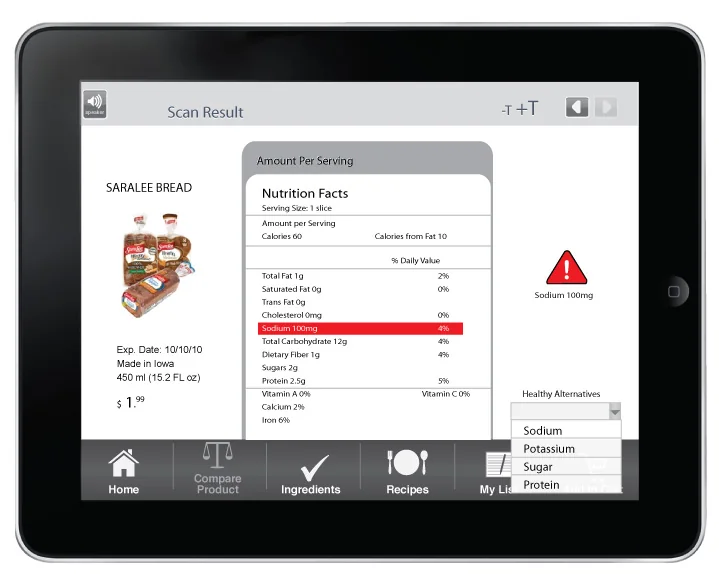 speaker
Scan Result
-T +T
SARALEE BREAD
Exp. Date: 10/10/10
Made in Iowa
450 ml (15.2 FL oz)
$ 1.99
Amount Per Serving
Nutrition Facts
Serving Size: 1 slice
Amount per Serving
Calories 60 Calories from Fat 10
% Daily Value
Total Fat 1g 2%
Saturated Fat 0g 0%
Trans Fat 0g
Cholesterol 0mg 0%
Sodium 100mg 4%
Total Carbohydrate 12g 4%
Dietary Fiber 1g 4%
Sugars 2g
Protein 2.5g 5%
Vitamin A 0% Vitamin C 0%
Calcium 2%
Iron 6%
Sodium 100mg
Healthy Alternatives
Sodium
Potassium
Sugar
Protein
Home
Compare
Product
Ingredients
Recipes
My Lis